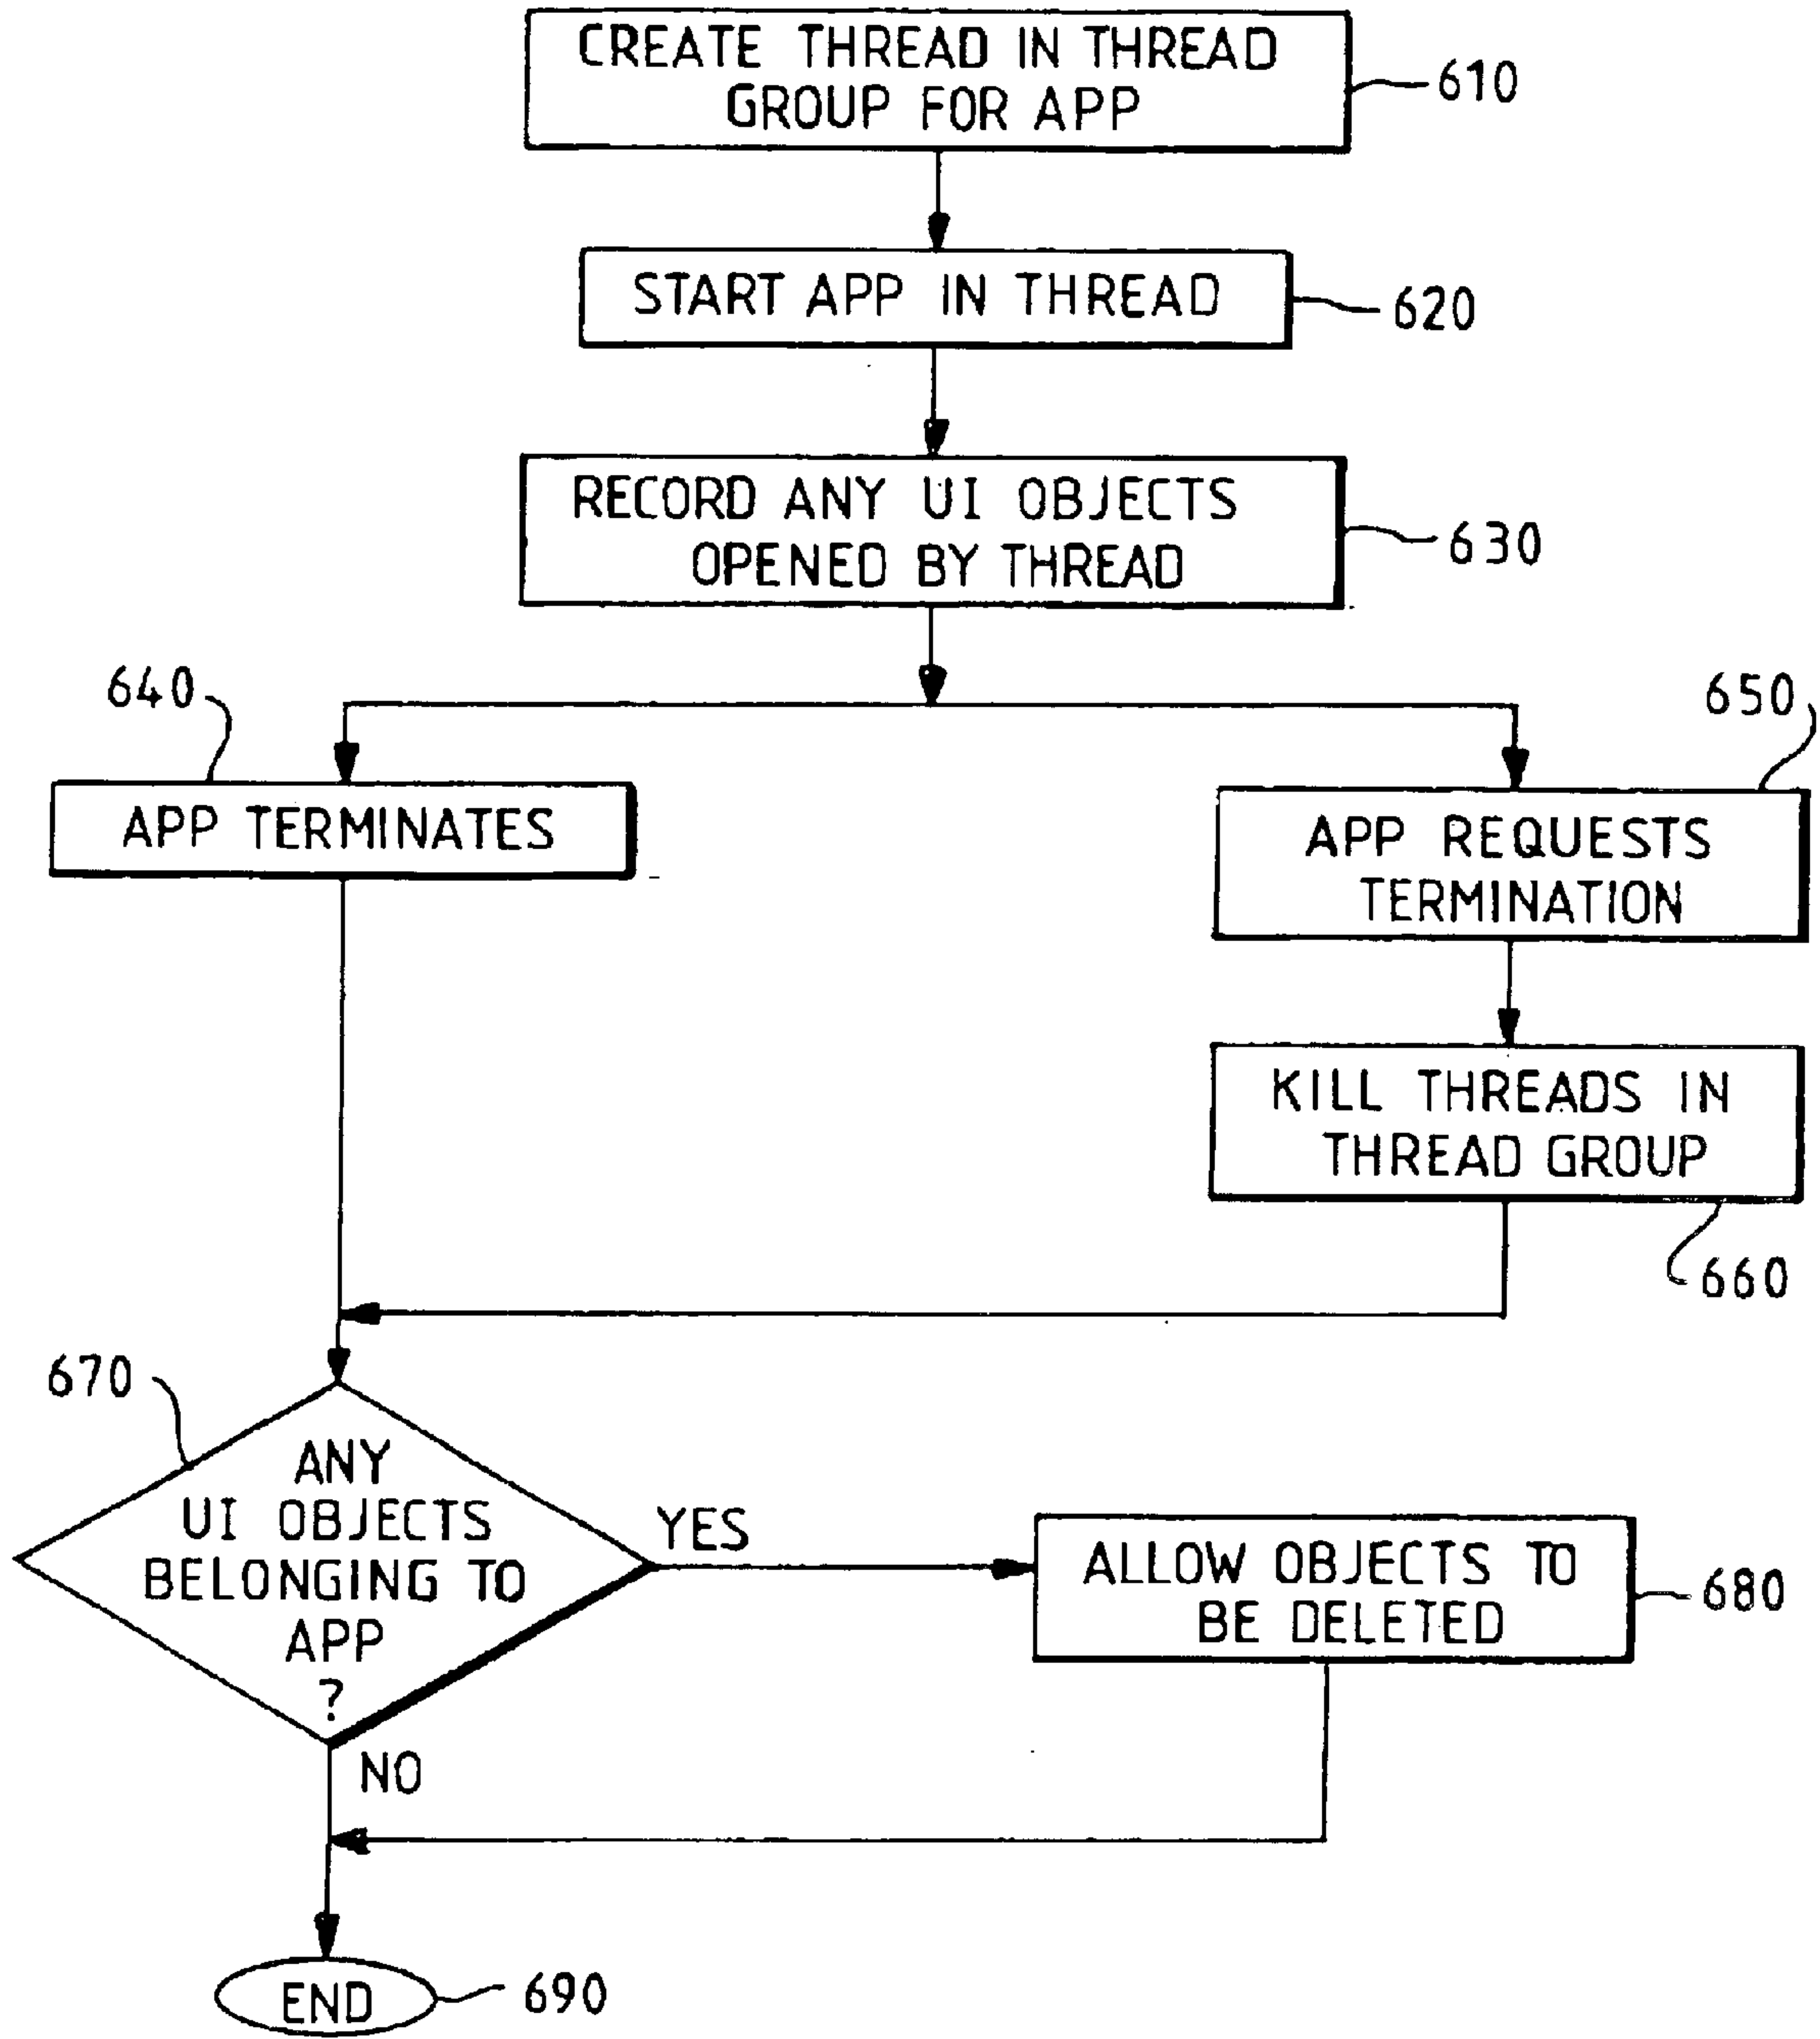 CREATE THREAD IN THREAD
GROUP FOR APP
610
START APP IN THREAD
620
RECORD ANY UI OBJECTS
OPENED BY THREAD
630
640
650
APP TERMINATES
APP REQUESTS
TERMINATION
KILL THREADS IN
THREAD GROUP
660
670
ANY
UI OBJECTS
BELONGING TO
APP
?
YES
ALLOW OBJECTS TO
BE DELETED
680
NO
END
690